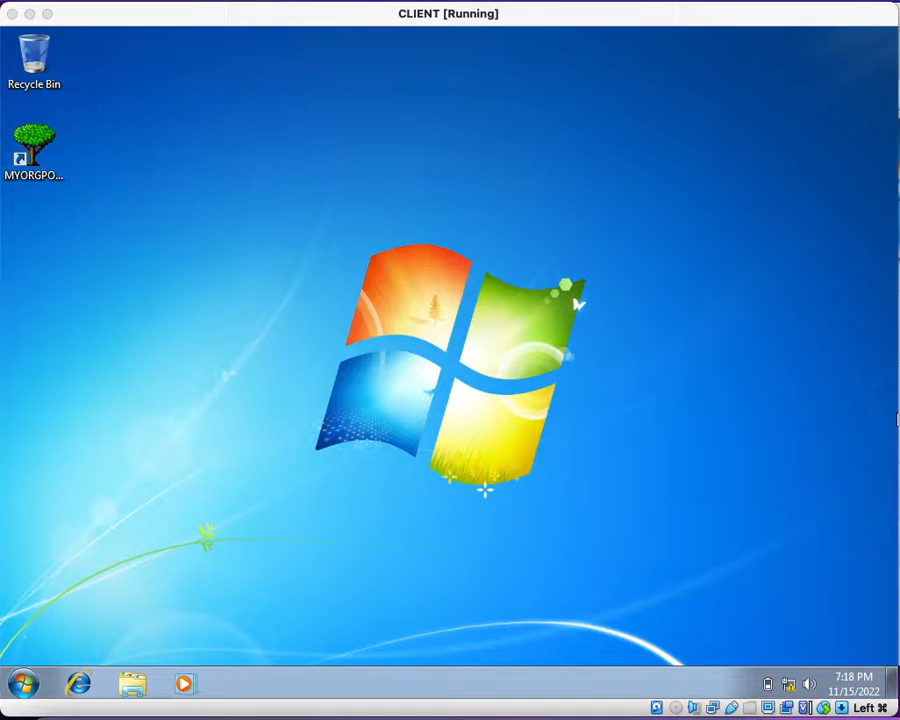 CLIENT [Running]
Recycle Bin
MYORGPO...
7:18 PM
11/15/2022
Left ⌘